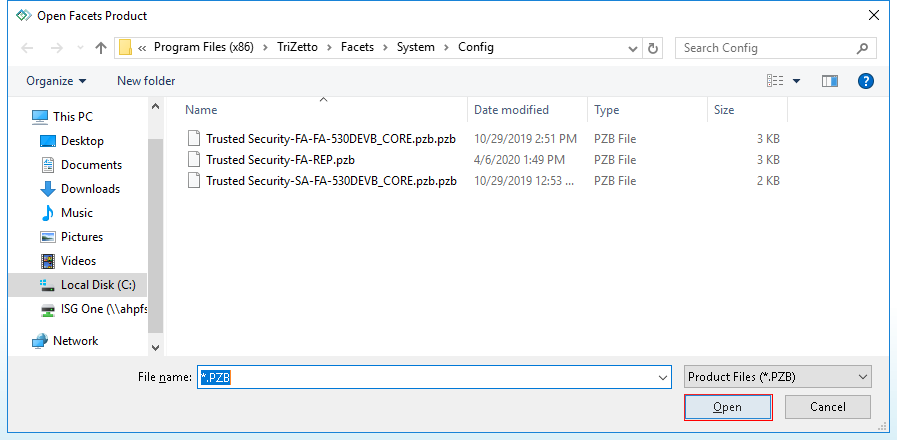 Open Facets Product
« Program Files (x86) > TriZetto > Facets > System > Config
Search Config
Organize New folder
Name Date modified Type Size
This PC
Desktop
Documents
Downloads
Music
Pictures
Videos
Local Disk (C:)
ISG One (\\ahpfs
Network
Trusted Security-FA-FA-530DEVB_CORE.pzb.pzb 10/29/2019 2:51 PM PZB File 3 KB
Trusted Security-FA-REP.pzb 4/6/2020 1:49 PM PZB File 3 KB
Trusted Security-SA-FA-530DEVB_CORE.pzb.pzb 10/29/2019 12:53 ... PZB File 2 KB
File name: *.PZB Product Files (*.PZB)
Open Cancel